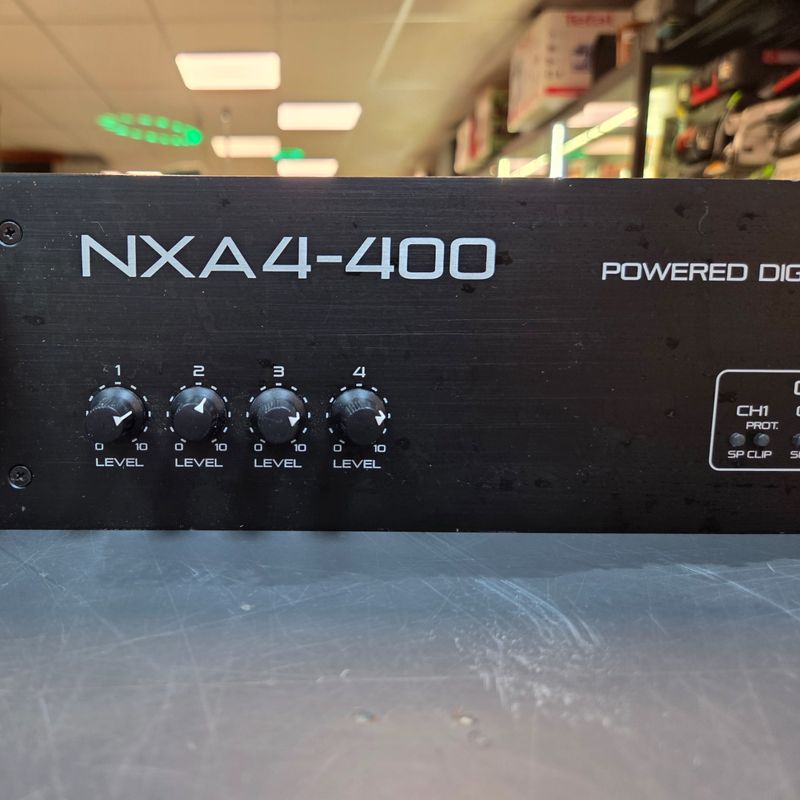 NXA4-400
POWERED DIG
1 2 3 4
0 10 0 10 0 10 0 10
LEVEL LEVEL LEVEL LEVEL
CH1
PROT.
SP CLIP